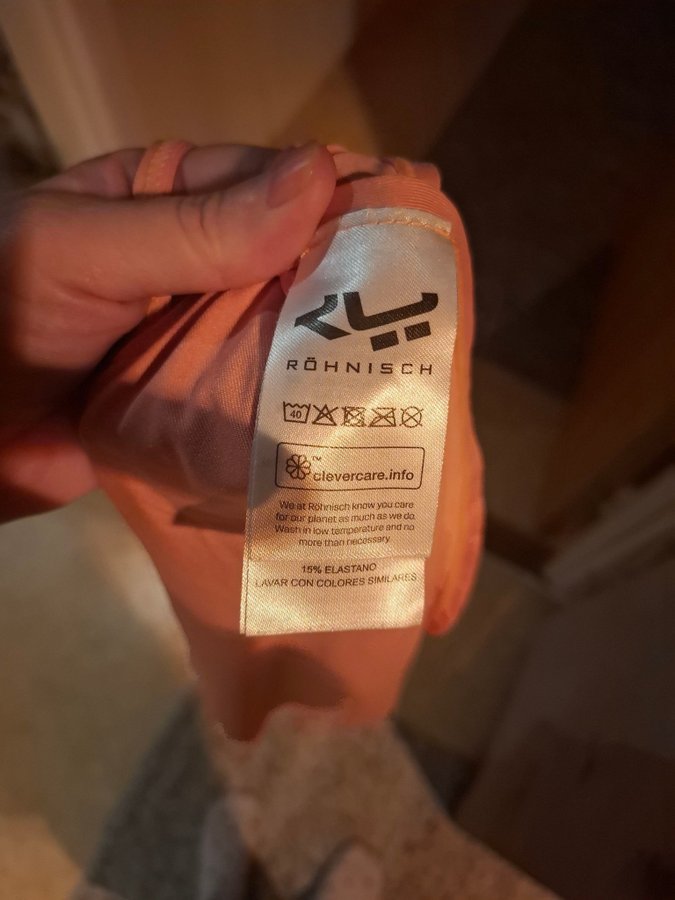 RÖHNISCH
40
™
clevercare.info
We at Röhnisch know you care
for our planet as much as we do.
Wash in low temperature and no
more than necessary
15% ELASTANO
LAVAR CON COLORES SIMILARES